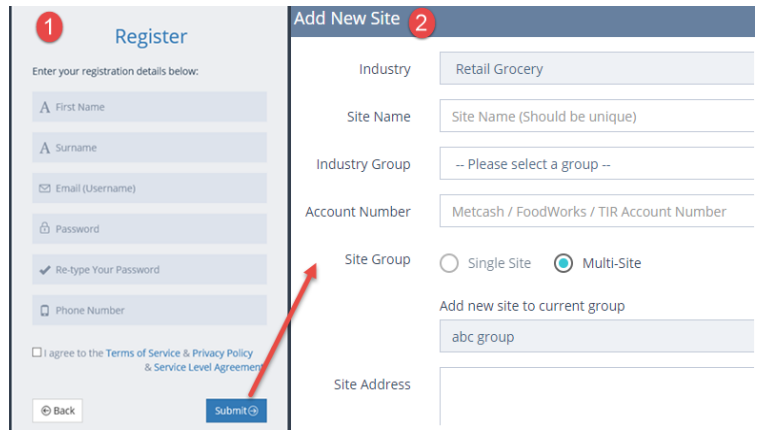 1
Register
Enter your registration details below:
First Name
Surname
Email (Username)
Password
Re-type Your Password
Phone Number
I agree to the Terms of Service & Privacy Policy
& Service Level Agreement
Back
Submit
Add New Site 2
Industry Retail Grocery
Site Name Site Name (Should be unique)
Industry Group -- Please select a group --
Account Number Metcash / FoodWorks / TIR Account Number
Site Group Single Site Multi-Site
Add new site to current group
abc group
Site Address